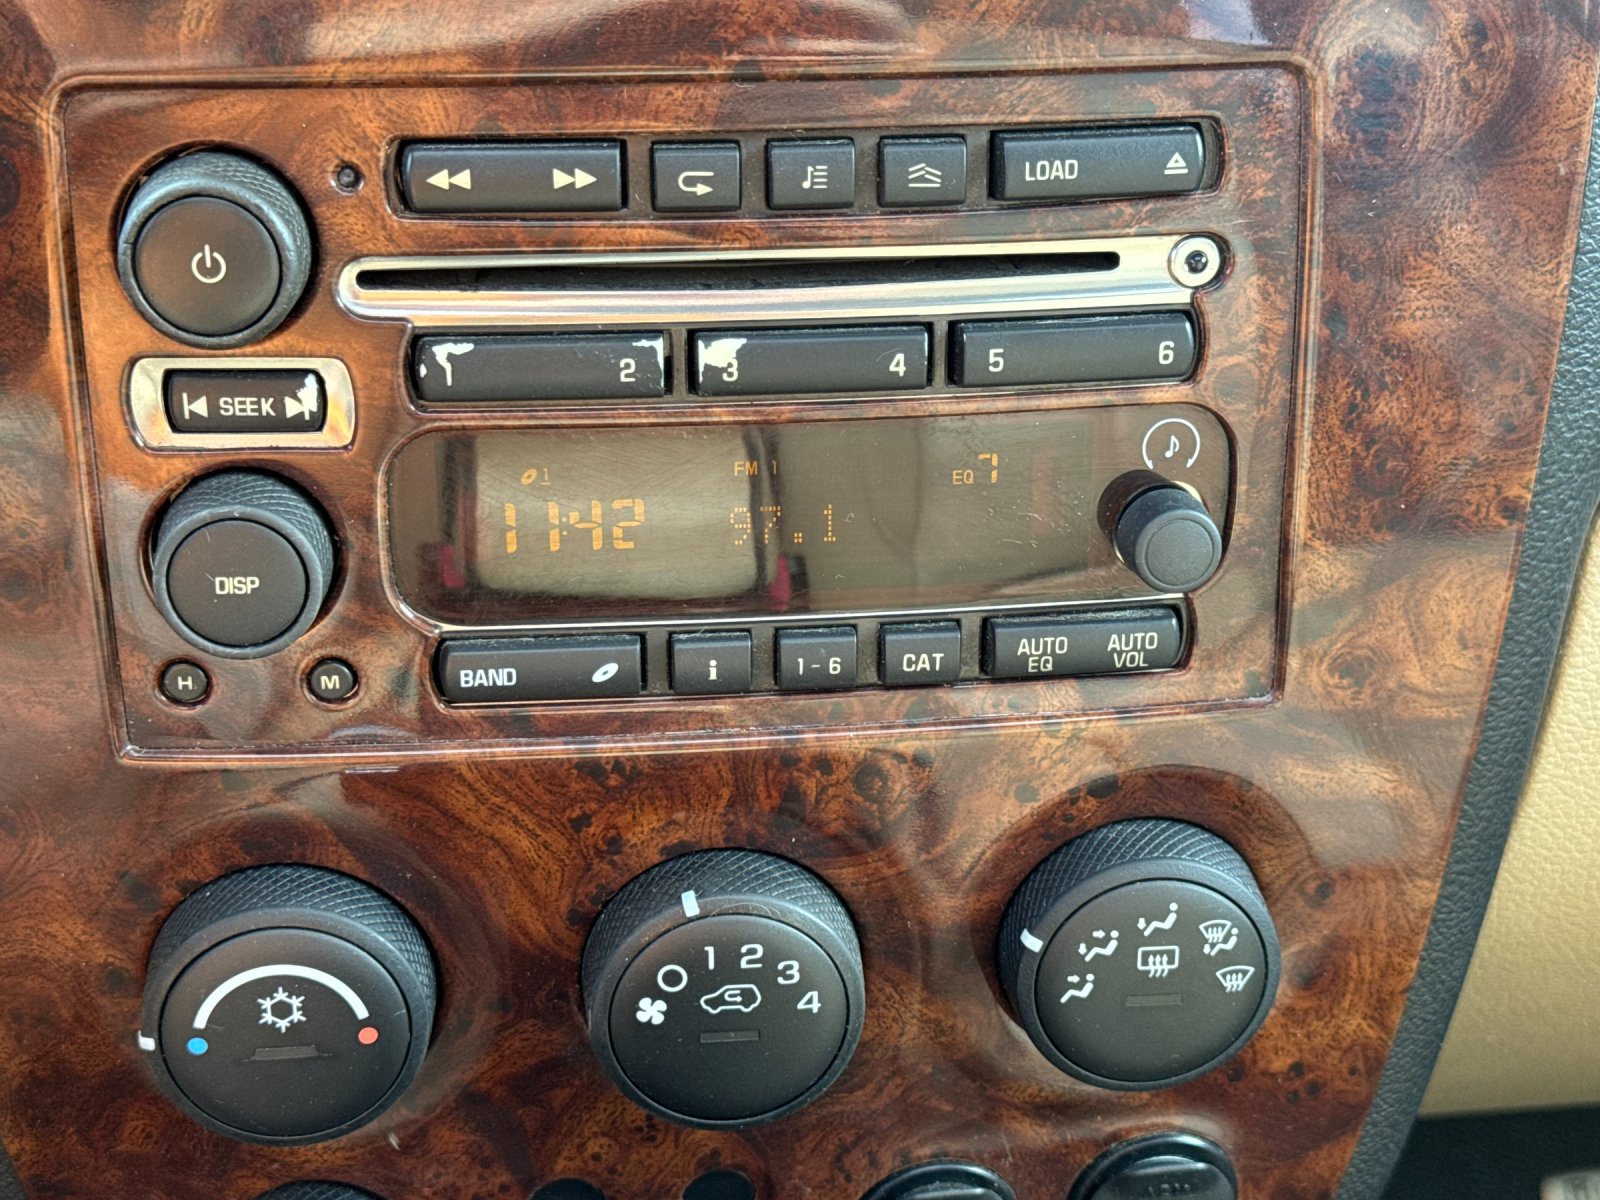 LOAD
1 2 3 4 5 6
SEEK
1 FM 1 EQ 7
11:42 97.1
DISP
BAND i 1-6 CAT AUTO EQ AUTO VOL
H M
1 2 3 4